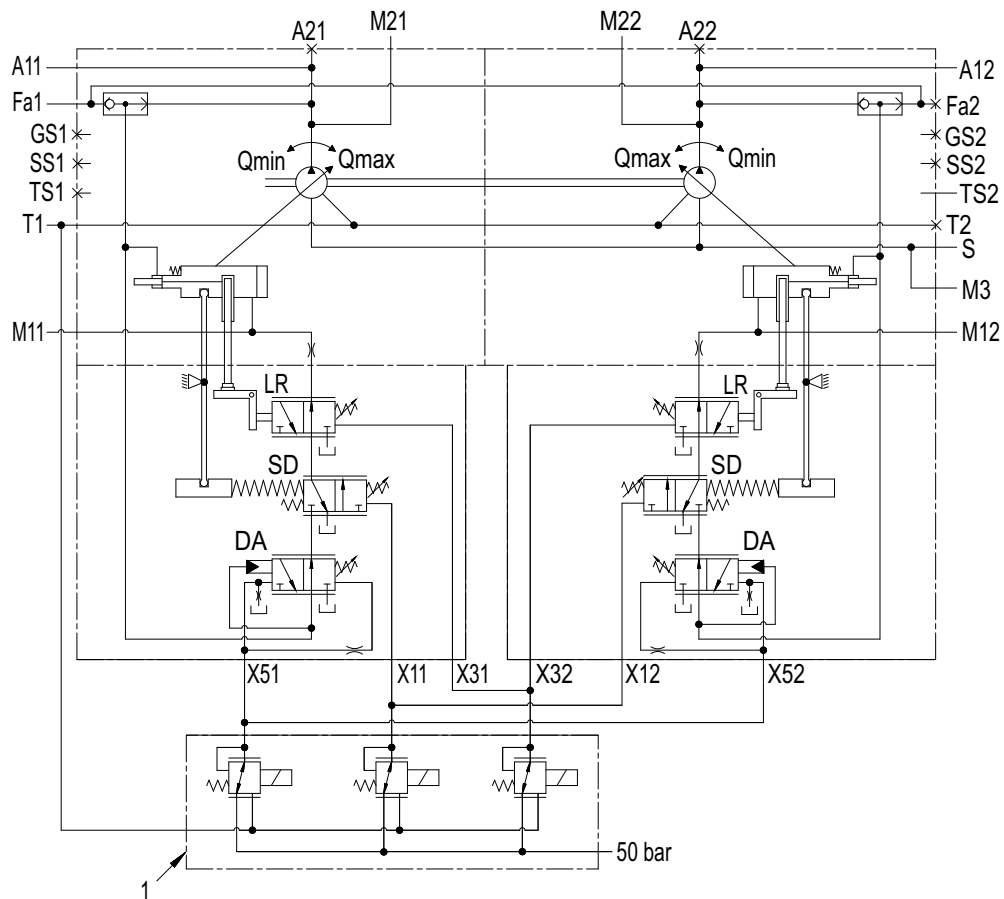 M21 M22
A21 A22
A11 A12
Fa1 Fa2
GS1 GS2
Qmin Qmax Qmax Qmin
SS1 SS2
TS1 TS2
T1 T2
S
M3
M11 M12
LR LR
SD SD
DA DA
X51 X11 X31 X32 X12 X52
50 bar
1